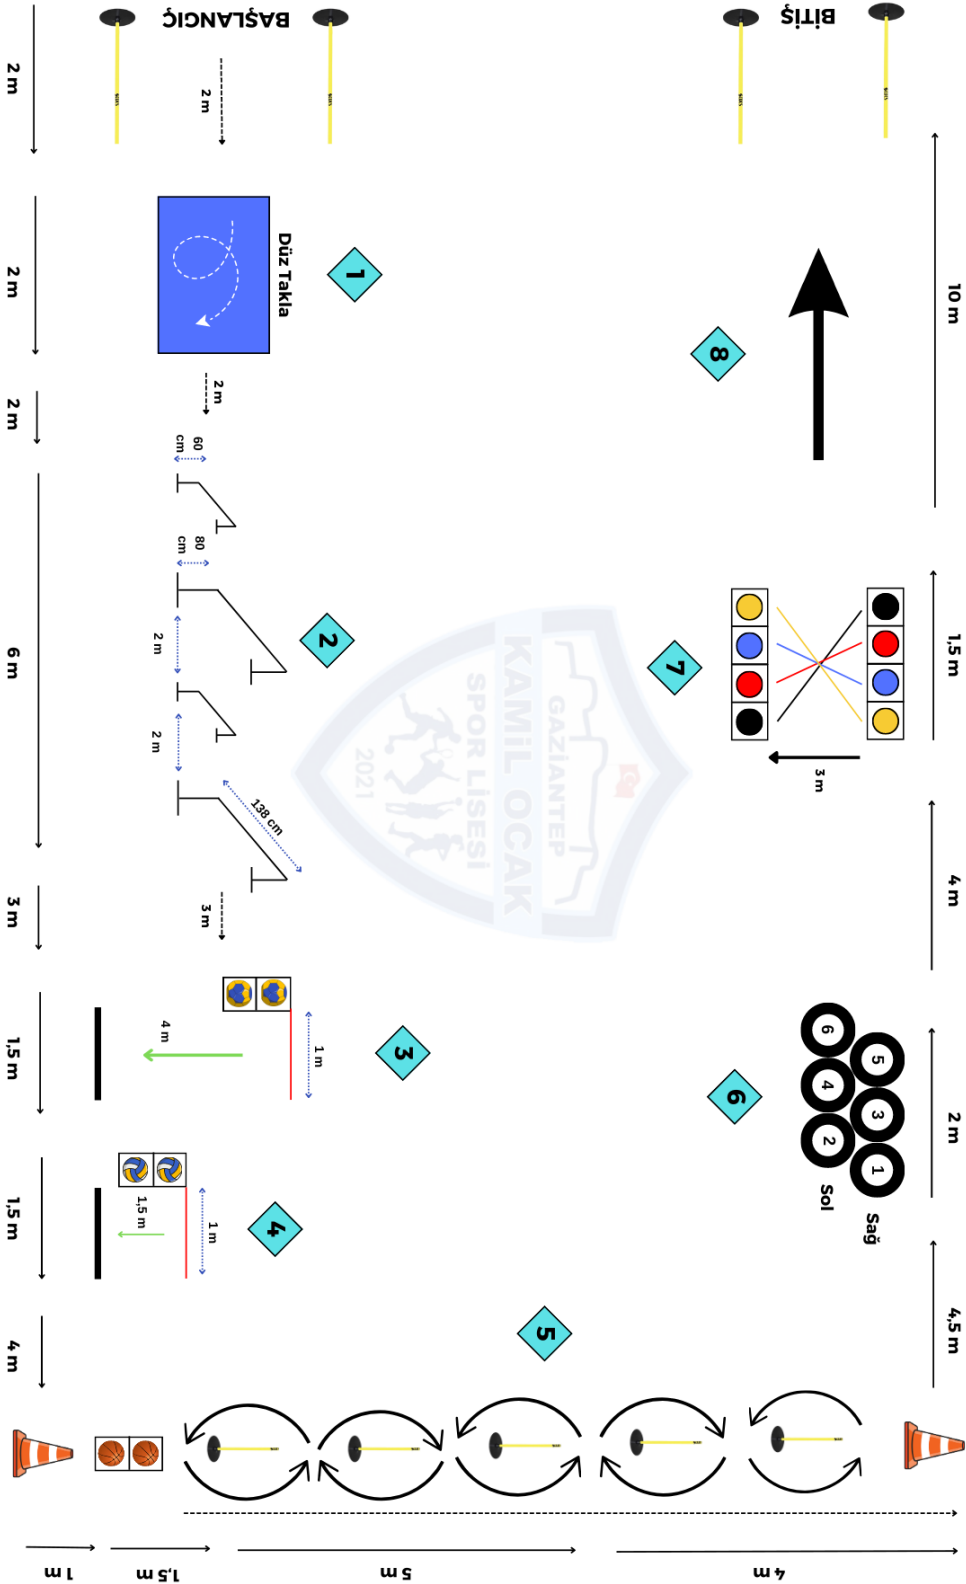 10 m
1,5 m
4 m
2 m
4,5 m
BİTİŞ
Sağ
5
3
1
6
4
2
Sol
3 m
8
7
6
4 m
5
GAZİANTEP
KAMİL OCAK
SPOR LİSESİ
2021
5 m
BAŞLANGIÇ
2 m
1
Düz Takla
2 m
2
60
cm
80
cm
2 m
2 m
138 cm
3 m
3
1 m
4 m
4
1 m
1,5 m
1,5 m
1 m
2 m
2 m
2 m
6 m
3 m
1,5 m
1,5 m
4 m